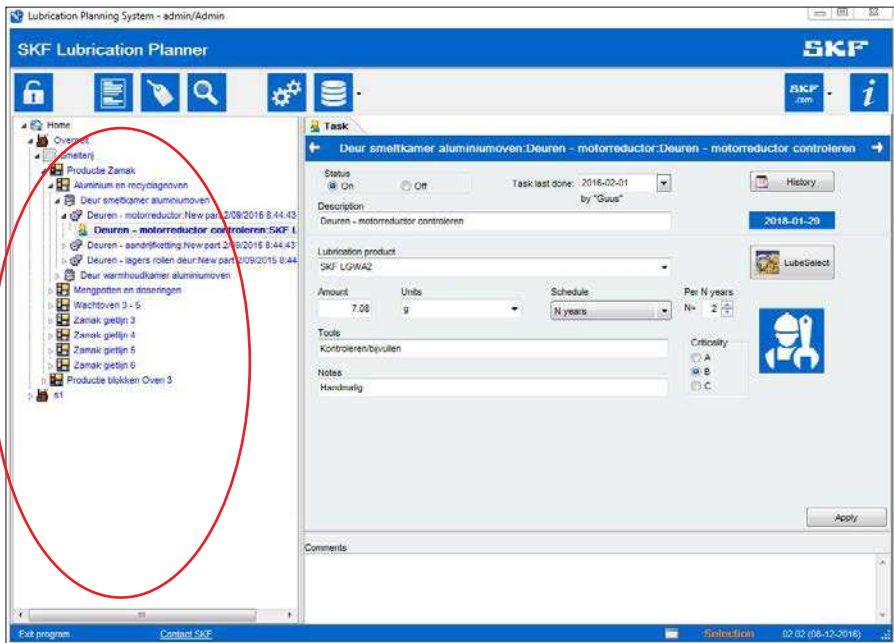 Lubrication Planning System - admin/Admin
SKF Lubrication Planner
SKF
SKF
.com
i
Home
Overpelt
Smelterij
Productie Zamak
Aluminium en recyclageoven
Deur smeltkamer aluminiumoven
Deuren - motorreductor:New part 2/09/2015 8:44:43
Deuren - motorreductor controleren:SKF L
Deuren - aandrijfketting:New part 2/09/2015 8:44:43
Deuren - lagers rollen deur:New part 2/09/2015 8:44
Deur warmhoudkamer aluminiumoven
Mengpotten en doseringen
Wachtoven 3 - 5
Zamak gietlijn 3
Zamak gietlijn 4
Zamak gietlijn 5
Zamak gietlijn 6
Productie blokken Oven 3
s1
Task
Deur smeltkamer aluminiumoven:Deuren - motorreductor:Deuren - motorreductor controleren
Status
On
Off
Task last done:
2016-02-01
by "Guus"
History
Description
Deuren - motorreductor controleren
2018-01-29
Lubrication product
SKF LGWA2
LubeSelect
Amount
Units
Schedule
Per N years
7.08
g
N years
N=
2
Tools
Kontroleren/bijvullen
Criticality
A
B
C
Notes
Handmatig
Apply
Comments
Exit program
Contact SKF
Selection
02.02 (08-12-2016)